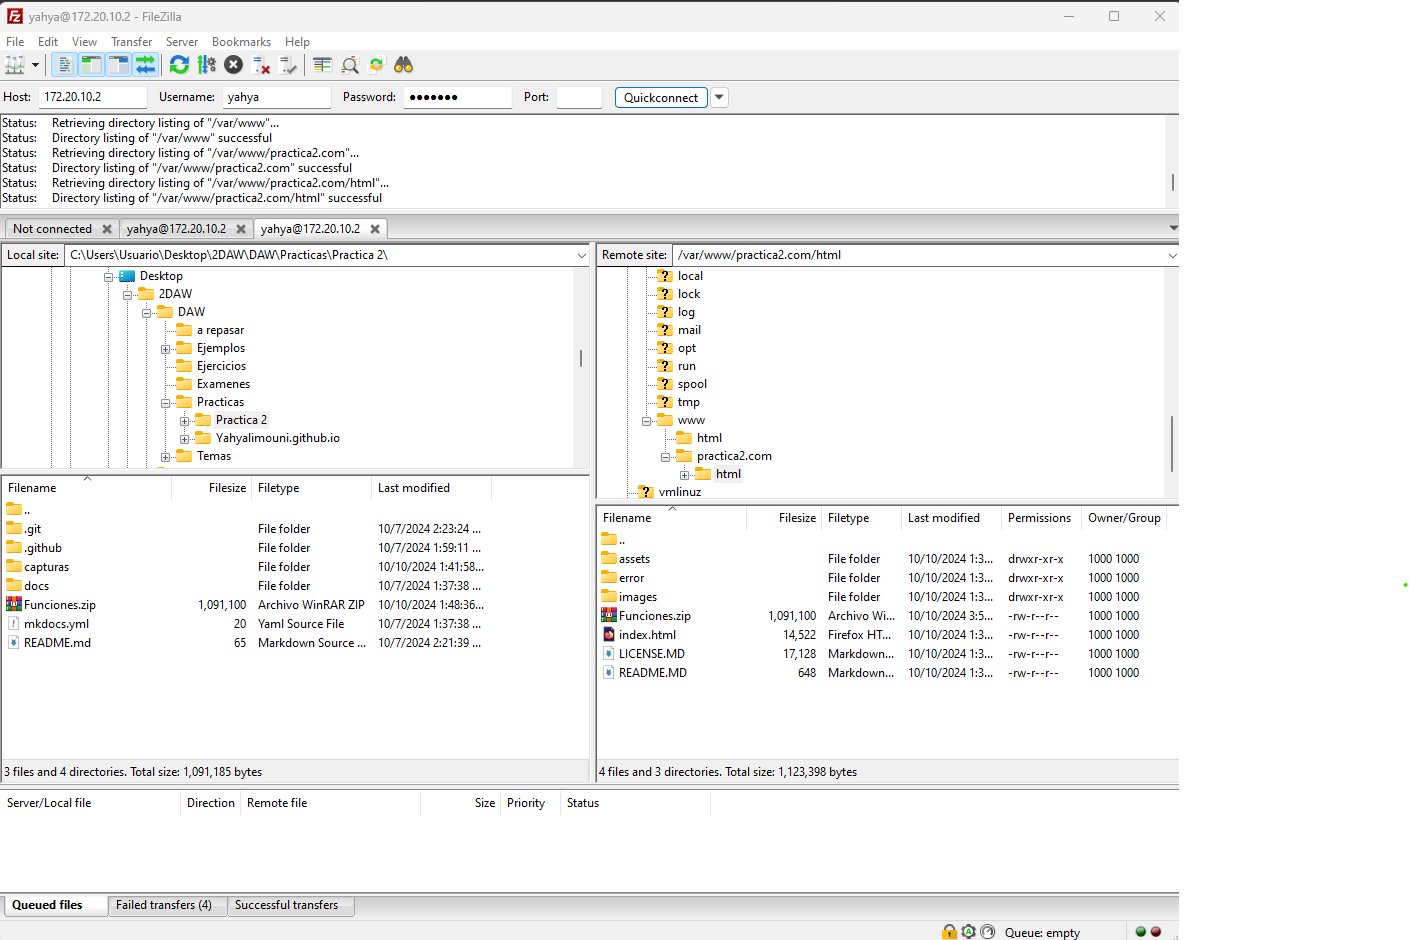 yahya@172.20.10.2 - FileZilla
File Edit View Transfer Server Bookmarks Help
Host: 172.20.10.2 Username: yahya Password: ●●●●●●● Port: Quickconnect
Status: Retrieving directory listing of "/var/www"...
Status: Directory listing of "/var/www" successful
Status: Retrieving directory listing of "/var/www/practica2.com"...
Status: Directory listing of "/var/www/practica2.com" successful
Status: Retrieving directory listing of "/var/www/practica2.com/html"...
Status: Directory listing of "/var/www/practica2.com/html" successful
Not connected yahya@172.20.10.2 yahya@172.20.10.2
Local site: C:\Users\Usuario\Desktop\2DAW\DAW\Practicas\Practica 2\
Desktop
2DAW
DAW
a repasar
Ejemplos
Ejercicios
Examenes
Practicas
Practica 2
Yahyalimouni.github.io
Temas
Filename Filesize Filetype Last modified
..
.git File folder 10/7/2024 2:23:24 ...
.github File folder 10/7/2024 1:59:11 ...
capturas File folder 10/10/2024 1:41:58...
docs File folder 10/7/2024 1:37:38 ...
Funciones.zip 1,091,100 Archivo WinRAR ZIP 10/10/2024 1:48:36...
mkdocs.yml 20 Yaml Source File 10/7/2024 1:37:38 ...
README.md 65 Markdown Source ... 10/7/2024 2:21:39 ...
3 files and 4 directories. Total size: 1,091,185 bytes
Remote site: /var/www/practica2.com/html
local
lock
log
mail
opt
run
spool
tmp
www
html
practica2.com
html
vmlinuz
Filename Filesize Filetype Last modified Permissions Owner/Group
..
assets File folder 10/10/2024 1:3... drwxr-xr-x 1000 1000
error File folder 10/10/2024 1:3... drwxr-xr-x 1000 1000
images File folder 10/10/2024 1:3... drwxr-xr-x 1000 1000
Funciones.zip 1,091,100 Archivo Wi... 10/10/2024 3:5... -rw-r--r-- 1000 1000
index.html 14,522 Firefox HT... 10/10/2024 1:3... -rw-r--r-- 1000 1000
LICENSE.MD 17,128 Markdown... 10/10/2024 1:3... -rw-r--r-- 1000 1000
README.MD 648 Markdown... 10/10/2024 1:3... -rw-r--r-- 1000 1000
4 files and 3 directories. Total size: 1,123,398 bytes
Server/Local file Direction Remote file Size Priority Status
Queued files Failed transfers (4) Successful transfers
Queue: empty